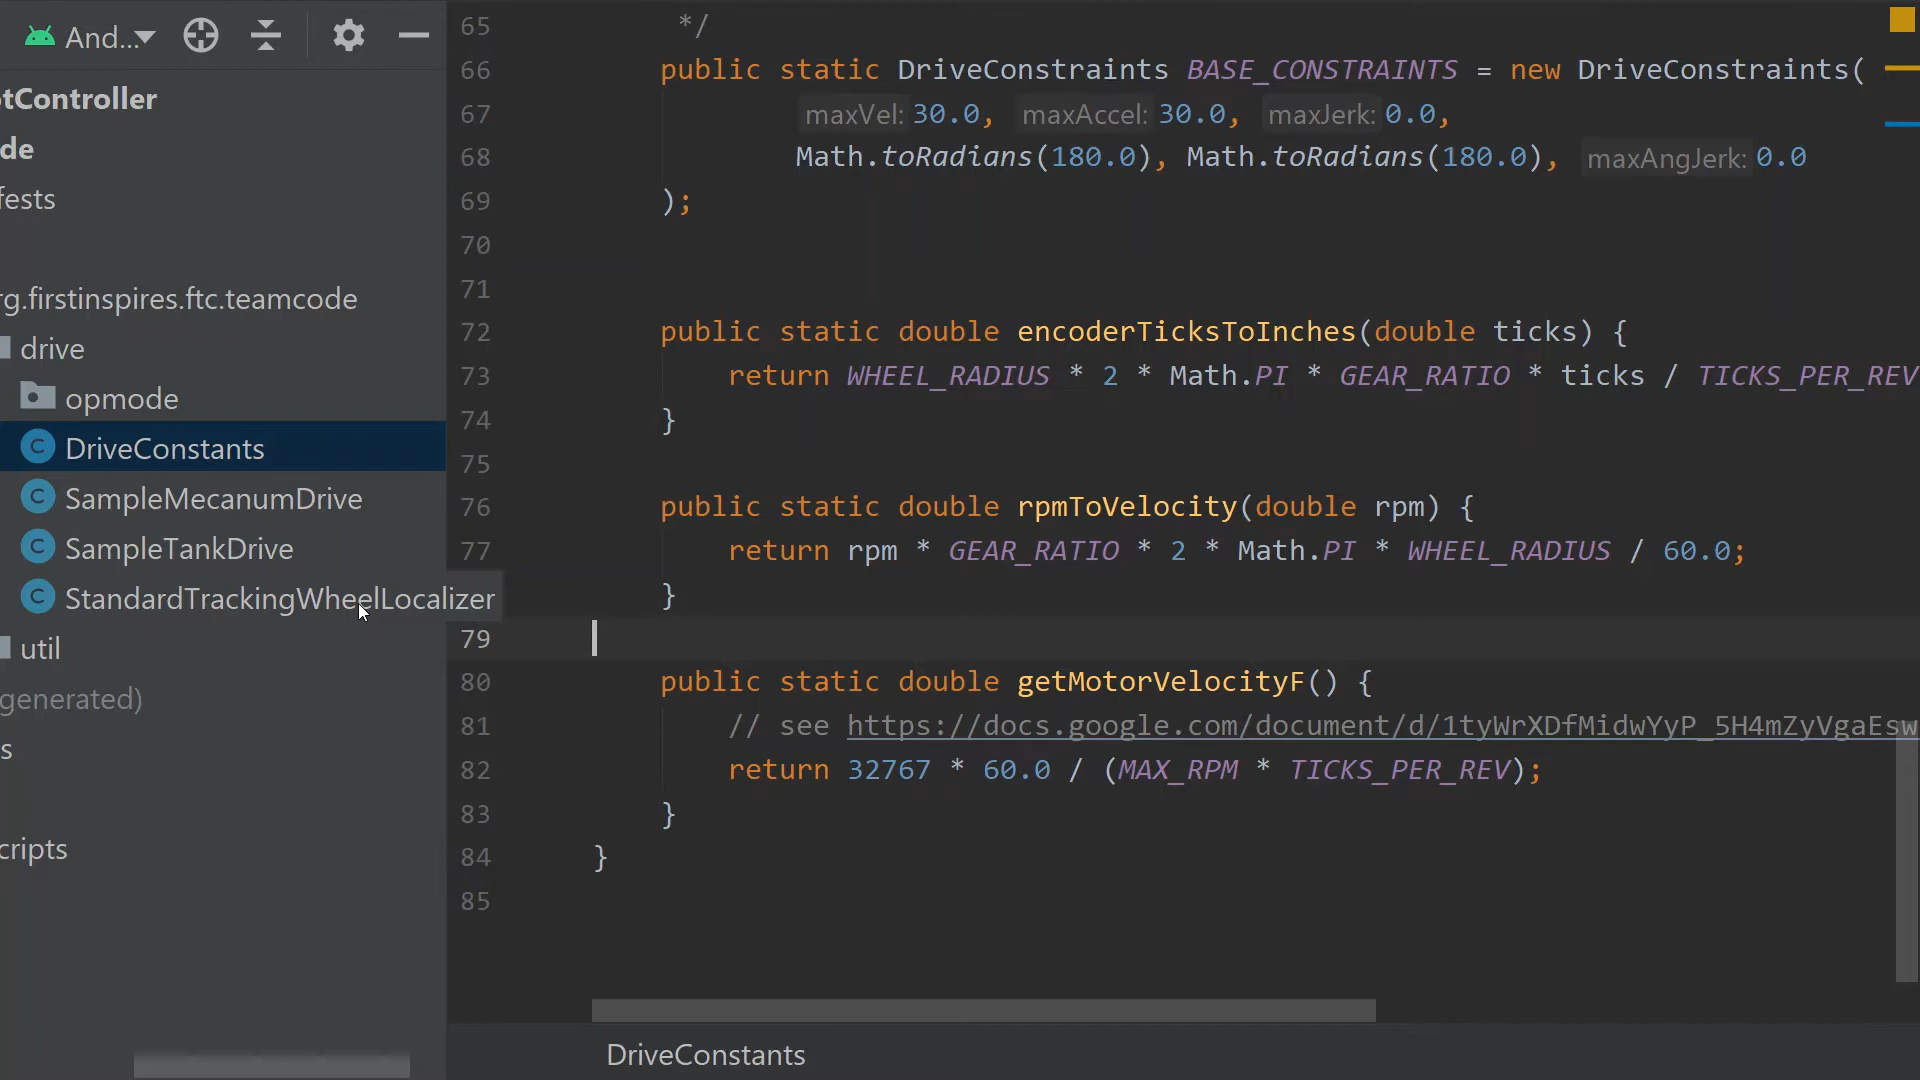 And...
otController
de
fests
rg.firstinspires.ftc.teamcode
drive
opmode
DriveConstants
SampleMecanumDrive
SampleTankDrive
StandardTrackingWheelLocalizer
util
generated)
s
cripts
65 */
66 public static DriveConstraints BASE_CONSTRAINTS = new DriveConstraints(
67 maxVel: 30.0, maxAccel: 30.0, maxJerk: 0.0,
68 Math.toRadians(180.0), Math.toRadians(180.0), maxAngJerk: 0.0
69 );
70
71
72 public static double encoderTicksToInches(double ticks) {
73 return WHEEL_RADIUS * 2 * Math.PI * GEAR_RATIO * ticks / TICKS_PER_REV
74 }
75
76 public static double rpmToVelocity(double rpm) {
77 return rpm * GEAR_RATIO * 2 * Math.PI * WHEEL_RADIUS / 60.0;
}
79
80 public static double getMotorVelocityF() {
81 // see https://docs.google.com/document/d/1tyWrXDfMidwYyP_5H4mZyVgaEsw
82 return 32767 * 60.0 / (MAX_RPM * TICKS_PER_REV);
83 }
84 }
85
DriveConstants